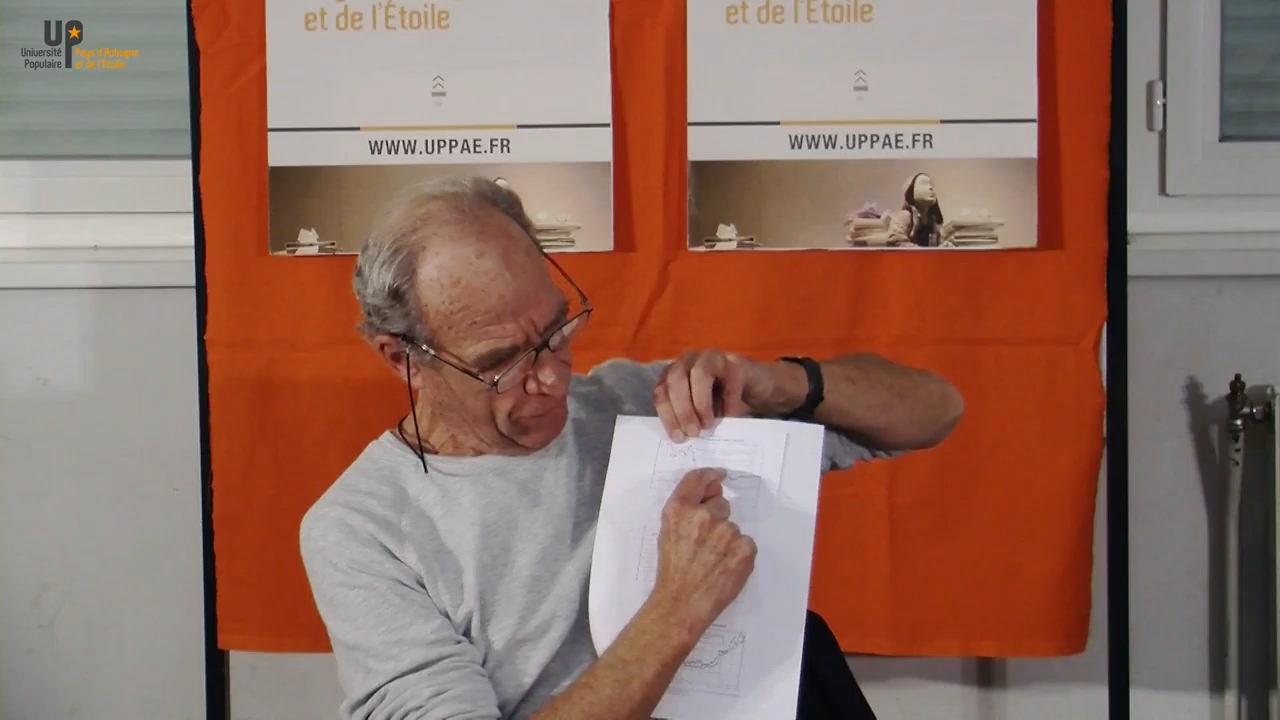 UP
Université
Populaire
Pays d'Aubagne
et de l'Étoile
et de l'Étoile
WWW.UPPAE.FR
et de l'Étoile
WWW.UPPAE.FR